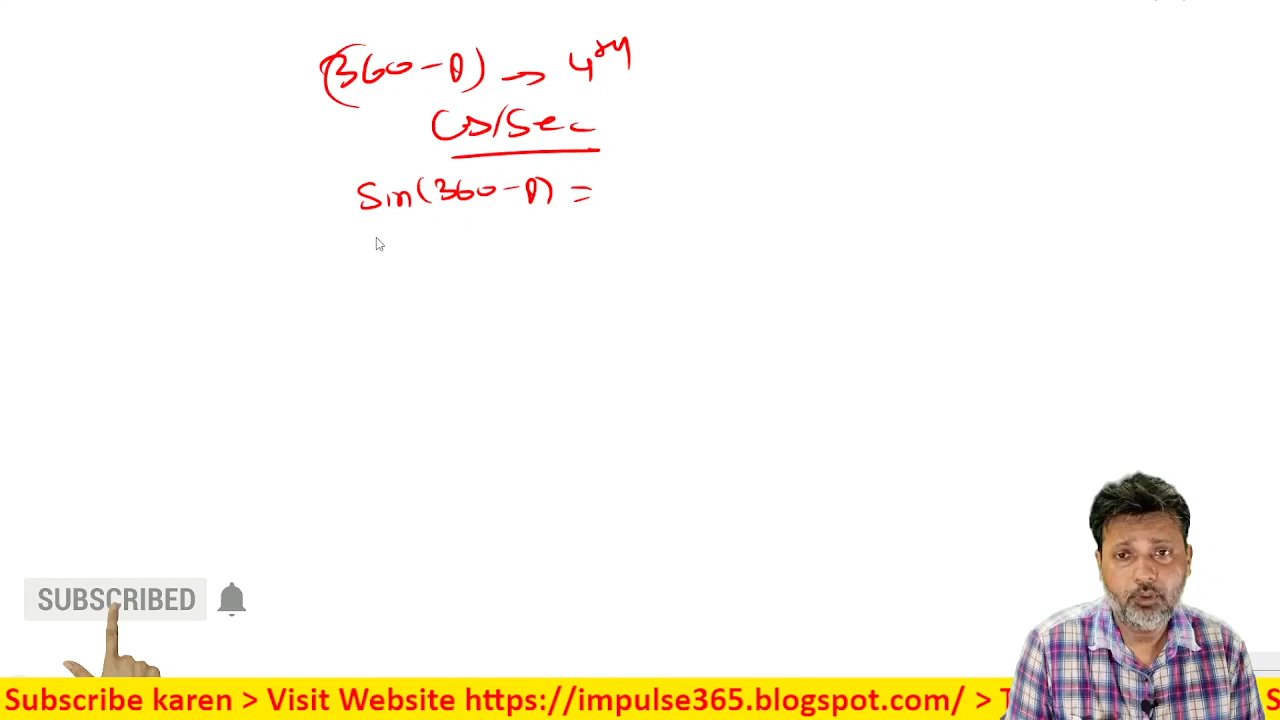 (360-θ) → 4th
Cos/Sec
Sin(360-θ) =
SUBSCRIBED
Subscribe karen > Visit Website https://impulse365.blogspot.com/ > T
S